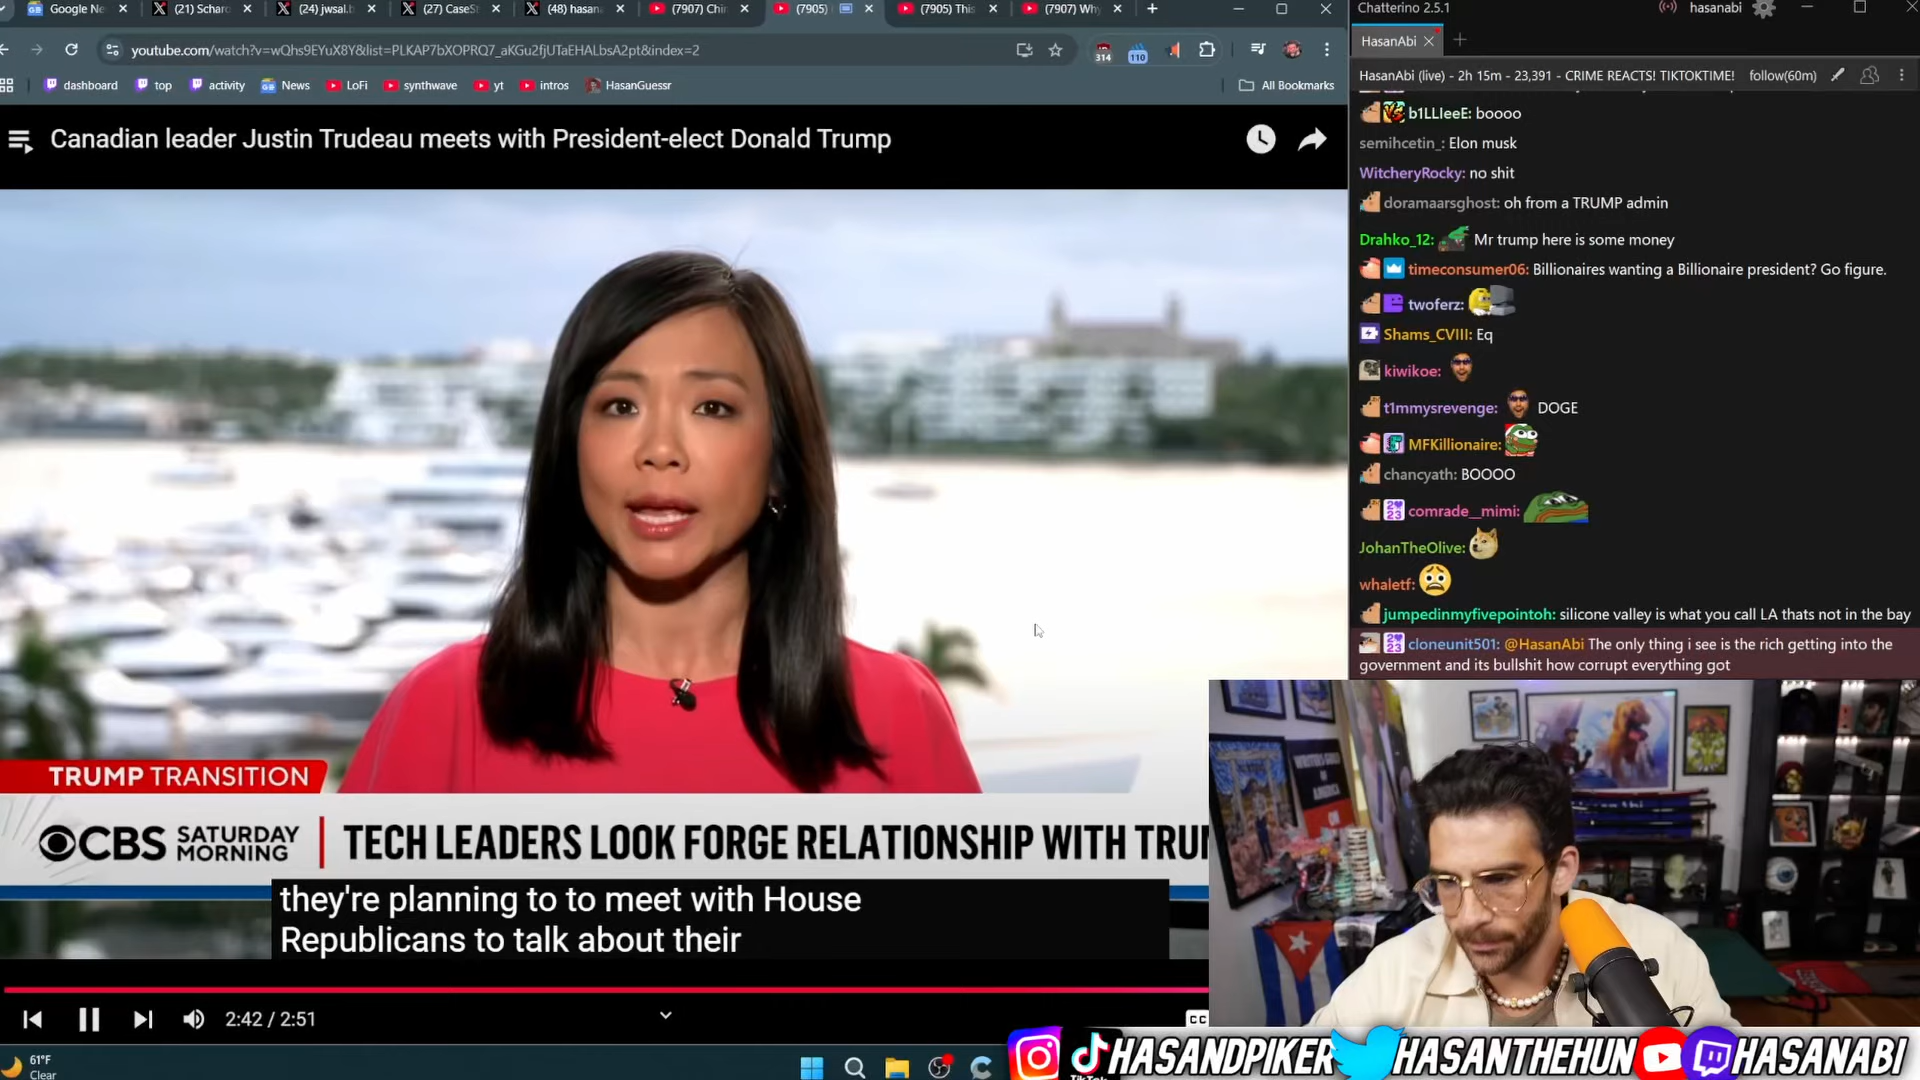 Google Ne
(21) Scharo
(24) jwsal.b
(27) CaseSt
(48) hasana
(7907) Chir
(7905)
(7905) This
(7907) Why
youtube.com/watch?v=wQhs9EYuX8Y&list=PLKAP7bXOPRQ7_aKGu2fjUTaEHALbsA2pt&index=2
314
110
dashboard
top
activity
News
LoFi
synthwave
yt
intros
HasanGuessr
All Bookmarks
Canadian leader Justin Trudeau meets with President-elect Donald Trump
TRUMP TRANSITION
CBS SATURDAY MORNING
TECH LEADERS LOOK FORGE RELATIONSHIP WITH TRU
they're planning to to meet with House
Republicans to talk about their
2:42 / 2:51
CC
61°F
Clear
Chatterino 2.5.1
hasanabi
HasanAbi
HasanAbi (live) - 2h 15m - 23,391 - CRIME REACTS! TIKTOKTIME!
follow(60m)
b1LLIeeE: boooo
semihcetin_: Elon musk
WitcheryRocky: no shit
doramaarsghost: oh from a TRUMP admin
Drahko_12: Mr trump here is some money
timeconsumer06: Billionaires wanting a Billionaire president? Go figure.
twoferz:
Shams_CVIII: Eq
kiwikoe:
t1mmysrevenge: DOGE
MFKillionaire:
chancyath: BOOOO
comrade__mimi:
JohanTheOlive:
whaletf:
jumpedinmyfivepointoh: silicone valley is what you call LA thats not in the bay
cloneunit501: @HasanAbi The only thing i see is the rich getting into the
government and its bullshit how corrupt everything got
HASANDPIKER
HASANTHEHUN
HASANABI